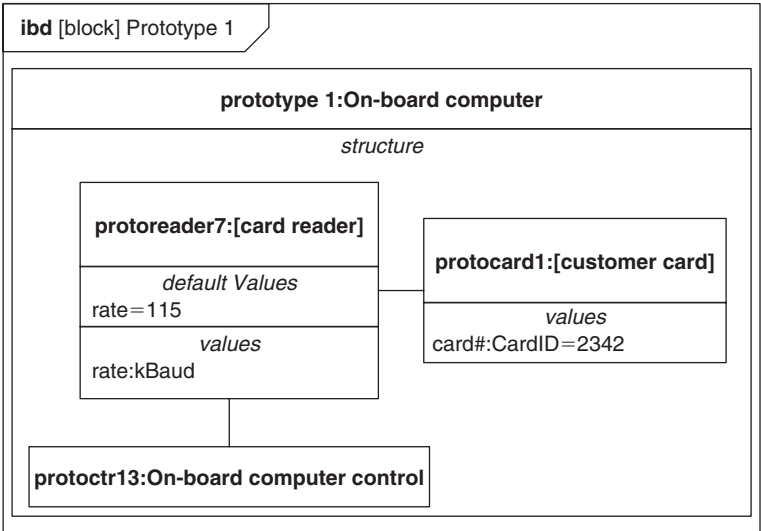 ibd [block] Prototype 1
prototype 1:On-board computer
structure
protoreader7:[card reader]
default Values
rate=115
values
rate:kBaud
protocard1:[customer card]
values
card#:CardID=2342
protoctr13:On-board computer control